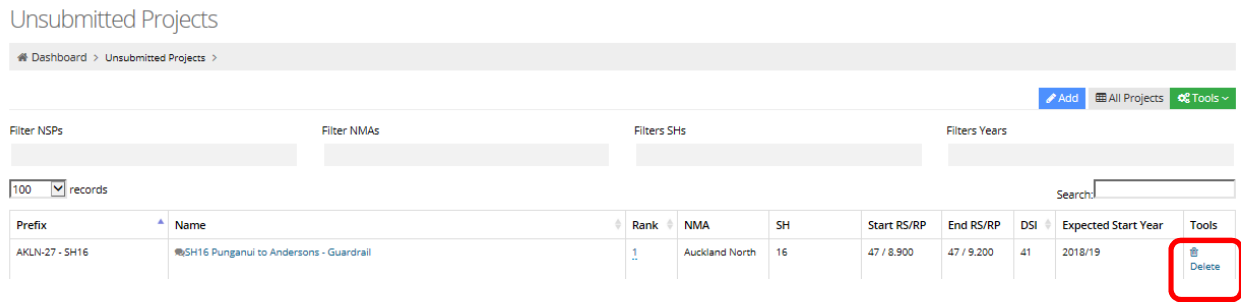 Unsubmitted Projects
Dashboard > Unsubmitted Projects >
Add All Projects Tools
Filter NSPs Filter NMAs Filters SHs Filters Years
100 records Search:
Prefix Name Rank NMA SH Start RS/RP End RS/RP DSI Expected Start Year Tools
AKLN-27 - SH16 SH16 Punganui to Andersons - Guardrail 1 Auckland North 16 47 / 8.900 47 / 9.200 41 2018/19
Delete